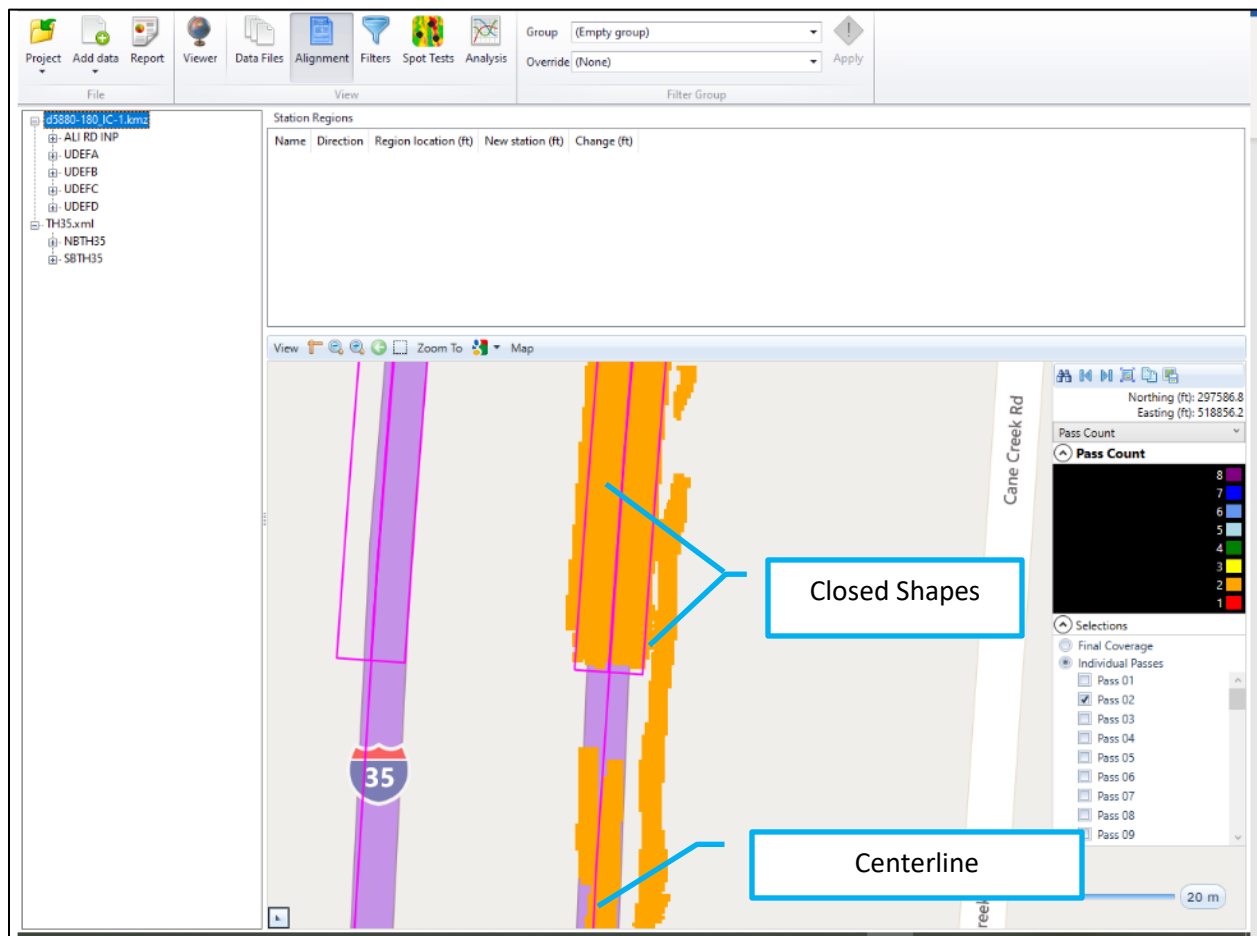 Project Add data Report Viewer Data Files Alignment Filters Spot Tests Analysis
Group (Empty group)
Override (None)
Apply
File View Filter Group
d5880-180_IC-1.kmz
ALI RD INP
UDEFA
UDEFB
UDEFC
UDEFD
TH35.xml
NBTH35
SBTH35
Station Regions
Name Direction Region location (ft) New station (ft) Change (ft)
View Zoom To Map
Cane Creek Rd
35
Closed Shapes
Centerline
Northing (ft): 297586.8
Easting (ft): 518856.2
Pass Count
Pass Count
8
7
6
5
4
3
2
1
Selections
Final Coverage
Individual Passes
Pass 01
Pass 02
Pass 03
Pass 04
Pass 05
Pass 06
Pass 07
Pass 08
Pass 09
20 m